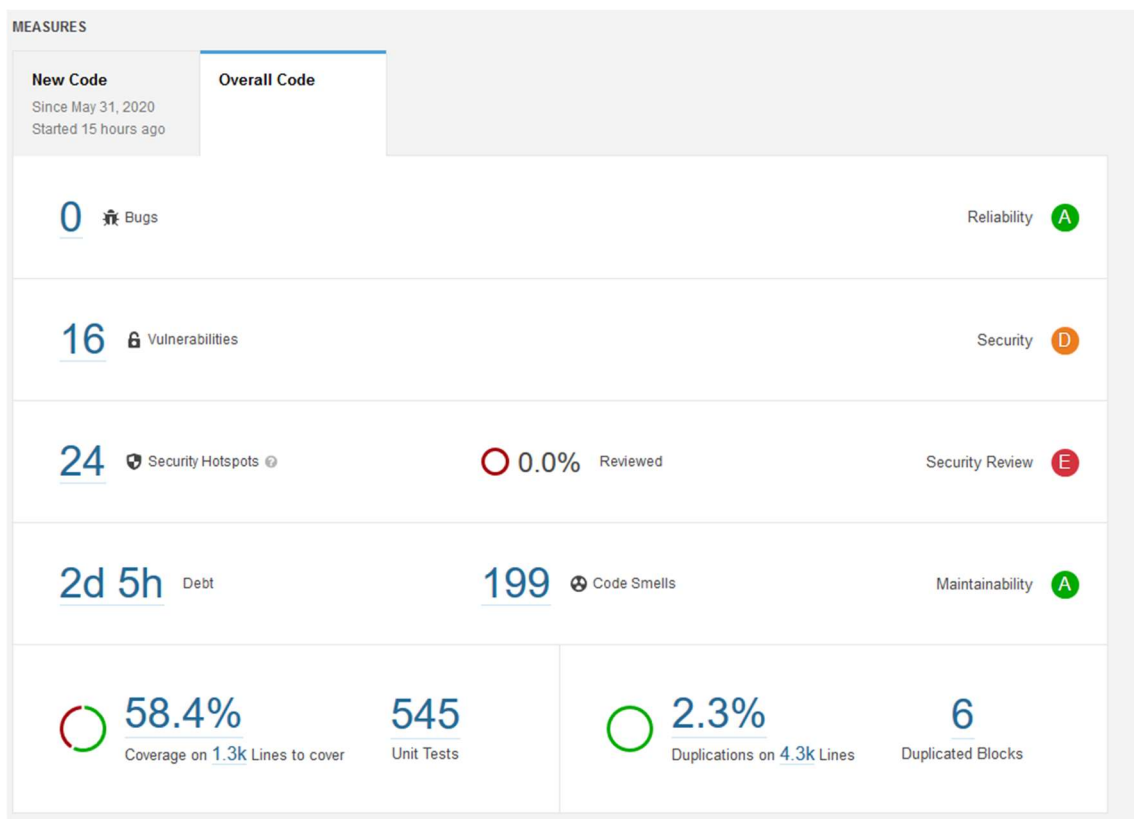 MEASURES
New Code
Since May 31, 2020
Started 15 hours ago
Overall Code
0 Bugs
Reliability A
16 Vulnerabilities
Security D
24 Security Hotspots ?
0.0% Reviewed
Security Review E
2d 5h Debt
199 Code Smells
Maintainability A
58.4%
Coverage on 1.3k Lines to cover
545
Unit Tests
2.3%
Duplications on 4.3k Lines
6
Duplicated Blocks